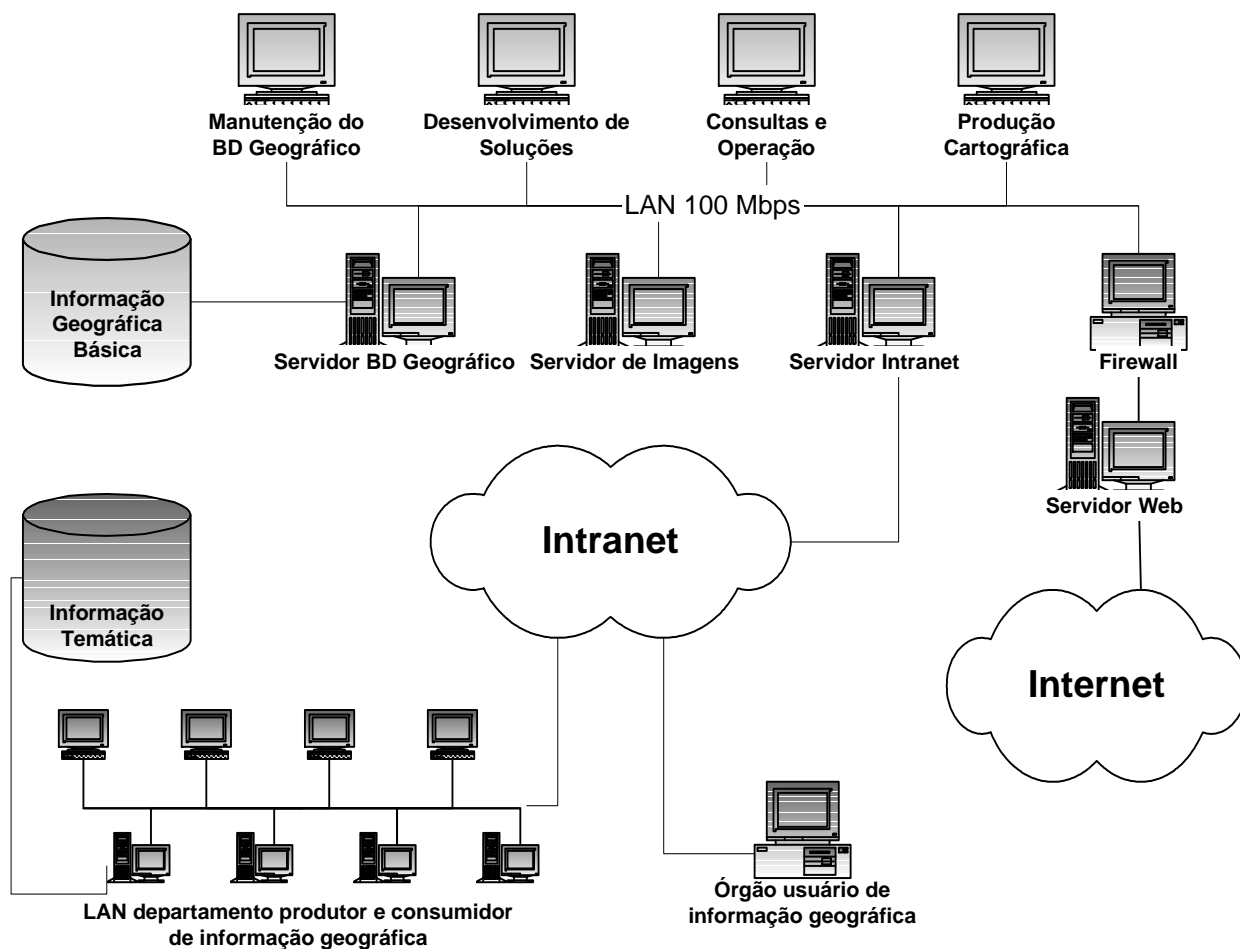 Manutenção do
BD Geográfico
Desenvolvimento de
Soluções
Consultas e
Operação
Produção
Cartográfica
LAN 100 Mbps
Informação
Geográfica
Básica
Servidor BD Geográfico
Servidor de Imagens
Servidor Intranet
Firewall
Servidor Web
Intranet
Informação
Temática
Internet
LAN departamento produtor e consumidor
de informação geográfica
Órgão usuário de
informação geográfica